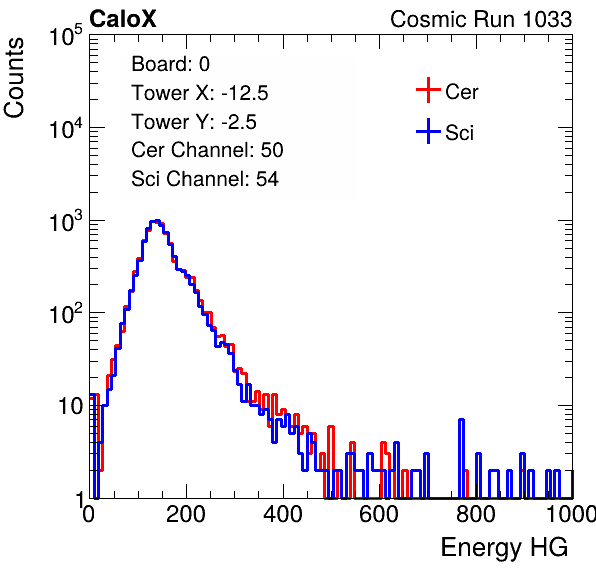 CaloX Cosmic Run 1033
Counts
10^5
10^4
10^3
10^2
10
1
Board: 0
Tower X: -12.5
Tower Y: -2.5
Cer Channel: 50
Sci Channel: 54
Cer
Sci
0 200 400 600 800 1000
Energy HG